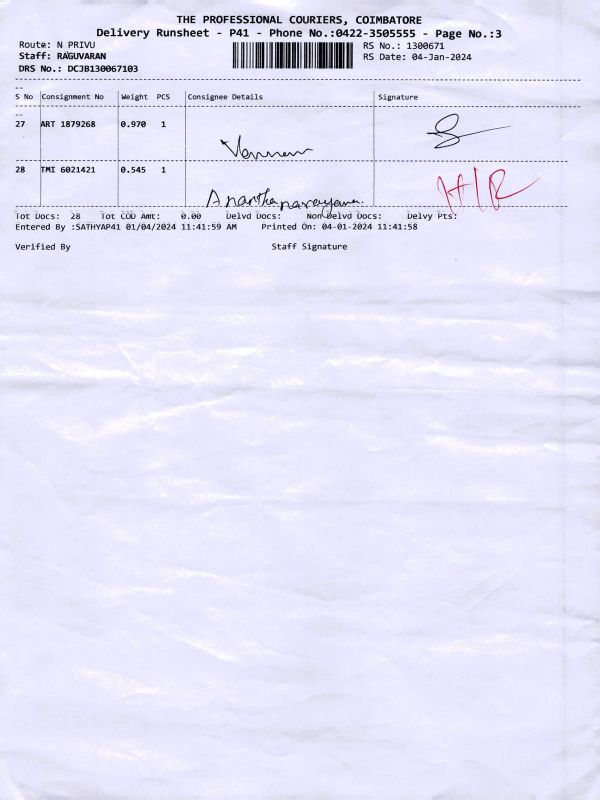 THE PROFESSIONAL COURIERS, COIMBATORE
Delivery Runsheet - P41 - Phone No.:0422-3505555 - Page No.:3
Route: N PRIVU RS No.: 1300671
Staff: RAGUVARAN RS Date: 04-Jan-2024
DRS No.: DCJB130067103
S No Consignment No Weight PCS Consignee Details Signature
27 ART 1879268 0.970 1
28 TMI 6021421 0.545 1 Ananthanarayanan H/R
Tot Docs: 28 Tot COD Amt: 0.00 Delvd Docs: Non Delvd Docs: Delvy Pts:
Entered By :SATHYAP41 01/04/2024 11:41:59 AM Printed On: 04-01-2024 11:41:58
Verified By Staff Signature